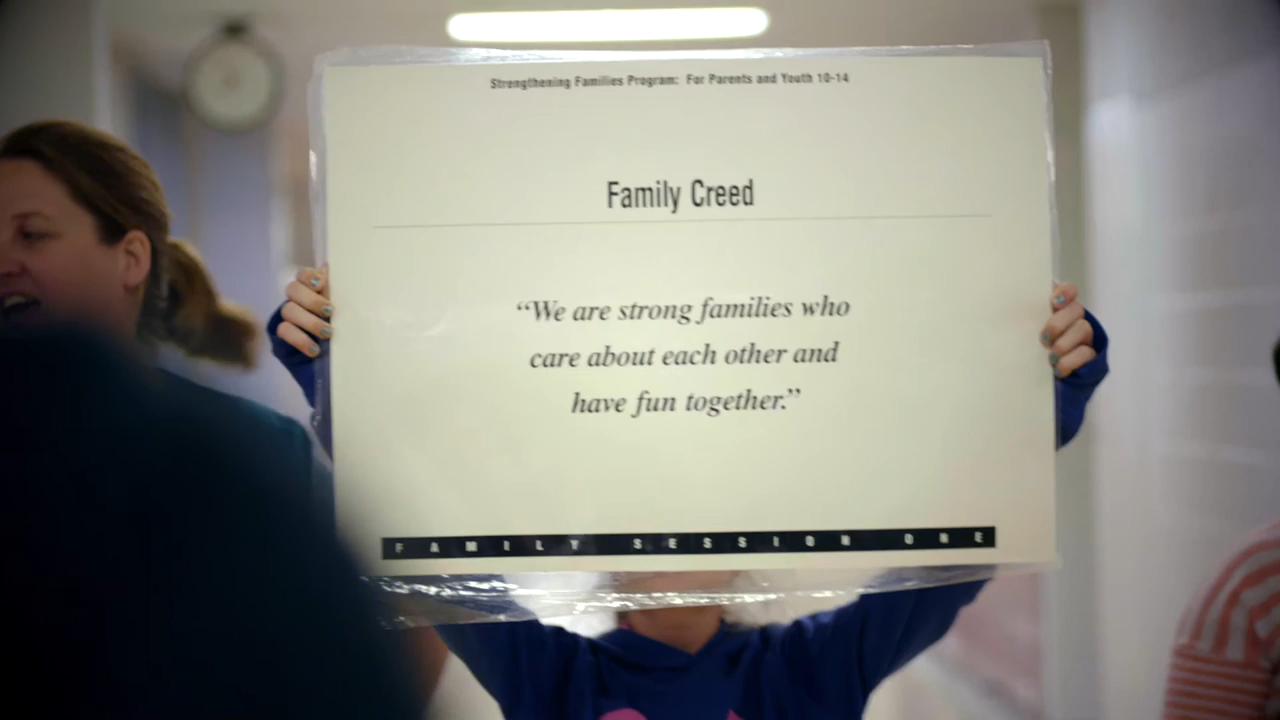 Strengthening Families Program: For Parents and Youth 10-14
Family Creed
“We are strong families who
care about each other and
have fun together.”
FAMILY SESSION ONE